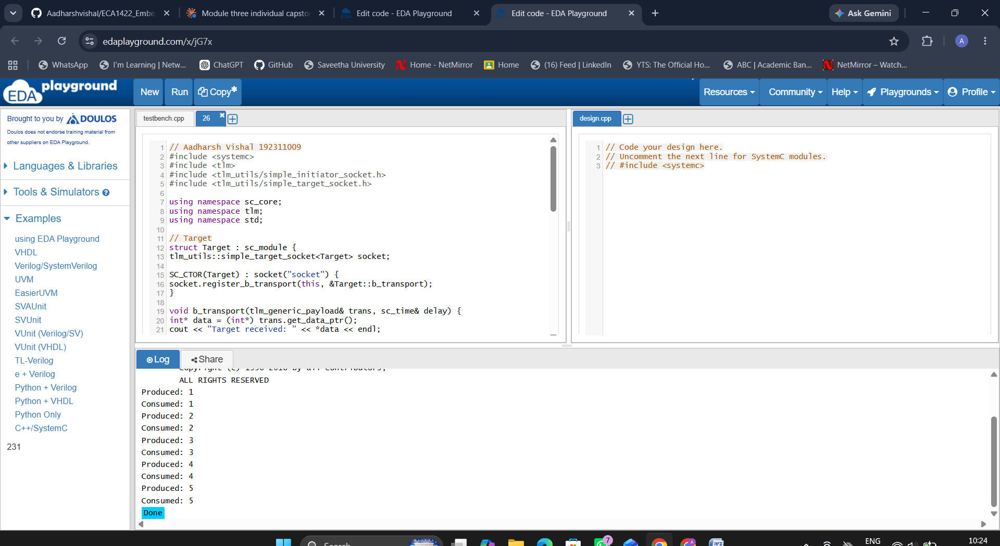 Aadharshvishal/ECA1422_Embe
Module three individual capsto
Edit code - EDA Playground
Edit code - EDA Playground
Ask Gemini
edaplayground.com/x/jG7x
A
WhatsApp
I'm Learning | Netw...
ChatGPT
GitHub
Saveetha University
Home - NetMirror
Home
(16) Feed | LinkedIn
YTS: The Official Ho...
ABC | Academic Ban...
NetMirror – Watch...
EDA playground
New
Run
Copy*
Resources
Community
Help
Playgrounds
Profile
Brought to you by DOULOS
Doulos does not endorse training material from
other suppliers on EDA Playground.
Languages & Libraries
Tools & Simulators
Examples
using EDA Playground
VHDL
Verilog/SystemVerilog
UVM
EasierUVM
SVAUnit
SVUnit
VUnit (Verilog/SV)
VUnit (VHDL)
TL-Verilog
e + Verilog
Python + Verilog
Python + VHDL
Python Only
C++/SystemC
231
testbench.cpp
26
1 // Aadharsh Vishal 192311009
2 #include <systemc>
3 #include <tlm>
4 #include <tlm_utils/simple_initiator_socket.h>
5 #include <tlm_utils/simple_target_socket.h>
6
7 using namespace sc_core;
8 using namespace tlm;
9 using namespace std;
10
11 // Target
12 struct Target : sc_module {
13 tlm_utils::simple_target_socket<Target> socket;
14
15 SC_CTOR(Target) : socket("socket") {
16 socket.register_b_transport(this, &Target::b_transport);
17 }
18
19 void b_transport(tlm_generic_payload& trans, sc_time& delay) {
20 int* data = (int*) trans.get_data_ptr();
21 cout << "Target received: " << *data << endl;
design.cpp
1 // Code your design here.
2 // Uncomment the next line for SystemC modules.
3 // #include <systemc>
Log
Share
Copyright (c) 1996-2018 by all Contributors,
ALL RIGHTS RESERVED
Produced: 1
Consumed: 1
Produced: 2
Consumed: 2
Produced: 3
Consumed: 3
Produced: 4
Consumed: 4
Produced: 5
Consumed: 5
Done
Search
7
A
ENG
10:24